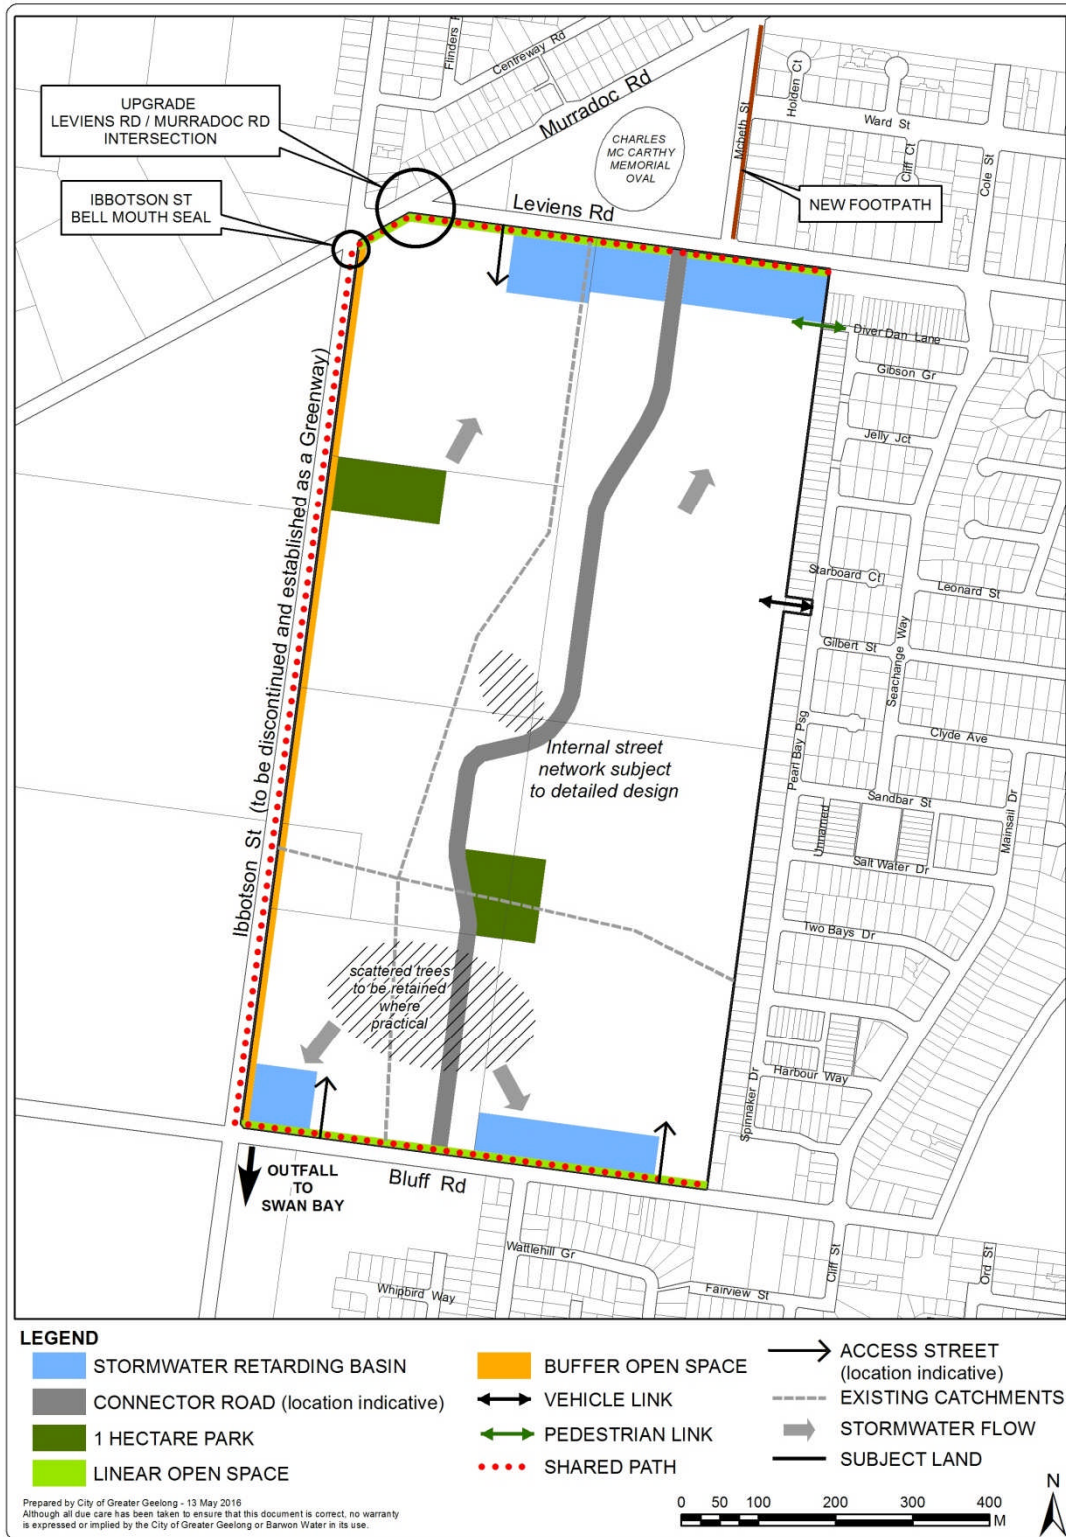 Flinders
Centreway Rd
Murradoc Rd
UPGRADE
LEVIENS RD / MURRADOC RD
INTERSECTION
IBBOTSON ST
BELL MOUTH SEAL
CHARLES
MC CARTHY
MEMORIAL
OVAL
Leviens Rd
Mcbeth St
Holden Ct
Ward St
Cliff Ct
Cole St
NEW FOOTPATH
Diver Dan Lane
Gibson Gr
Jelly Jct
Starboard Ct
Leonard St
Gilbert St
Seachange Way
Clyde Ave
Pearl Bay Psg
Sandbar St
Mainsail Dr
Unnamed
Salt Water Dr
Two Bays Dr
Harbour Way
Spinnaker Dr
Ibbotson St (to be discontinued and established as a Greenway)
Internal street
network subject
to detailed design
scattered trees
to be retained
where
practical
OUTFALL
TO
SWAN BAY
Bluff Rd
Wattlehill Gr
Whipbird Way
Fairview St
Cliff St
Ord St
LEGEND
STORMWATER RETARDING BASIN
CONNECTOR ROAD (location indicative)
1 HECTARE PARK
LINEAR OPEN SPACE
BUFFER OPEN SPACE
VEHICLE LINK
PEDESTRIAN LINK
SHARED PATH
ACCESS STREET
(location indicative)
EXISTING CATCHMENTS
STORMWATER FLOW
SUBJECT LAND
Prepared by City of Greater Geelong - 13 May 2016
Although all due care has been taken to ensure that this document is correct, no warranty
is expressed or implied by the City of Greater Geelong or Barwon Water in its use.
0 50 100 200 300 400
M
N